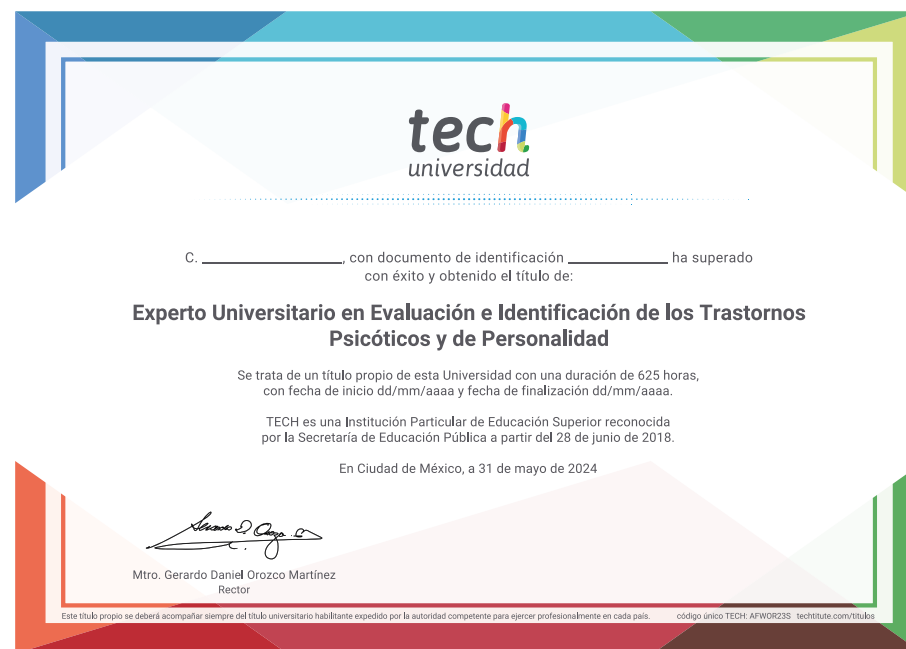 tech
universidad
C. ____________________, con documento de identificación ______________ ha superado
con éxito y obtenido el título de:
Experto Universitario en Evaluación e Identificación de los Trastornos
Psicóticos y de Personalidad
Se trata de un título propio de esta Universidad con una duración de 625 horas,
con fecha de inicio dd/mm/aaaa y fecha de finalización dd/mm/aaaa.
TECH es una Institución Particular de Educación Superior reconocida
por la Secretaría de Educación Pública a partir del 28 de junio de 2018.
En Ciudad de México, a 31 de mayo de 2024
Mtro. Gerardo Daniel Orozco Martínez
Rector
Este título propio se deberá acompañar siempre del título universitario habilitante expedido por la autoridad competente para ejercer profesionalmente en cada país. código único TECH: AFWOR23S techtitute.com/titulos